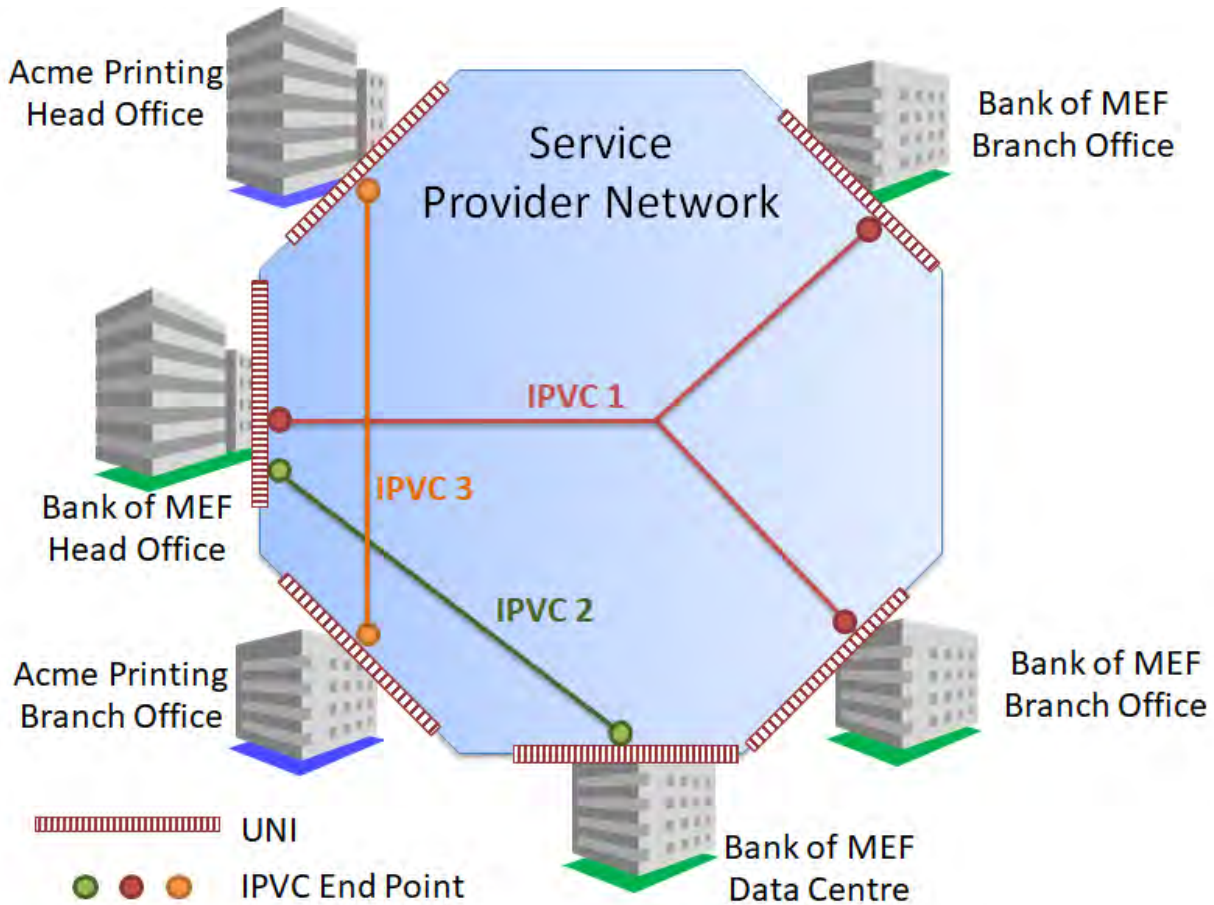 Acme Printing
Head Office
Service
Provider Network
Bank of MEF
Branch Office
IPVC 1
IPVC 3
Bank of MEF
Head Office
IPVC 2
Acme Printing
Branch Office
Bank of MEF
Branch Office
UNI
IPVC End Point
Bank of MEF
Data Centre